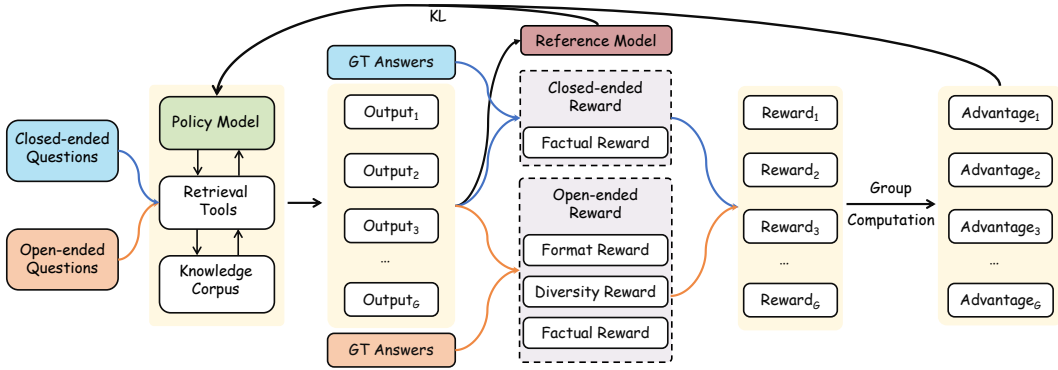 KL
Reference Model
GT Answers
Closed-ended
Questions
Open-ended
Questions
Policy Model
Retrieval
Tools
Knowledge
Corpus
Output1
Output2
Output3
...
OutputG
GT Answers
Closed-ended
Reward
Factual Reward
Open-ended
Reward
Format Reward
Diversity Reward
Factual Reward
Reward1
Reward2
Reward3
...
RewardG
Group
Computation
Advantage1
Advantage2
Advantage3
...
AdvantageG